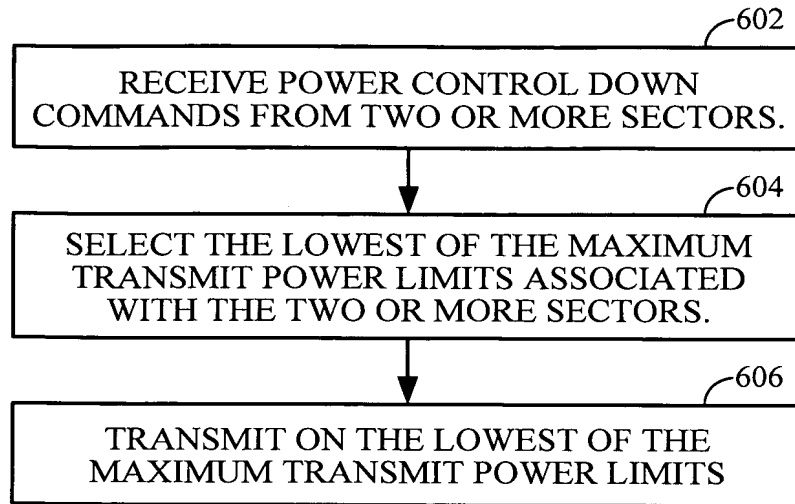 602
RECEIVE POWER CONTROL DOWN
COMMANDS FROM TWO OR MORE SECTORS.
604
SELECT THE LOWEST OF THE MAXIMUM
TRANSMIT POWER LIMITS ASSOCIATED
WITH THE TWO OR MORE SECTORS.
606
TRANSMIT ON THE LOWEST OF THE
MAXIMUM TRANSMIT POWER LIMITS